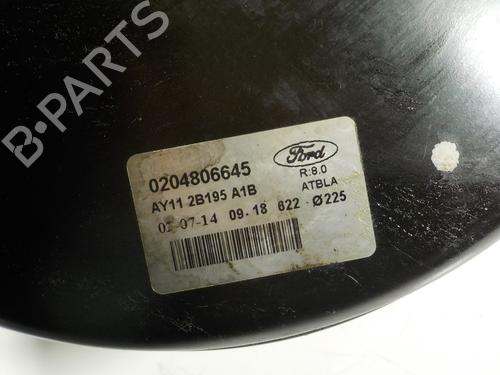 B-PARTS
0204806645
Ford
R:8.0
AY11 2B195 A1B
ATBLA
02-07-14 09.18 622 Ø225